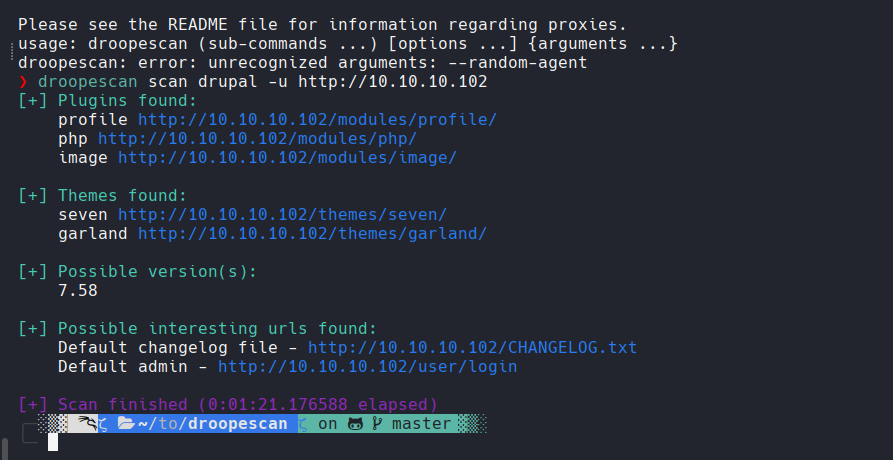 Please see the README file for information regarding proxies.
usage: droopescan (sub-commands ...) [options ...] {arguments ...}
droopescan: error: unrecognized arguments: --random-agent
❯ droopescan scan drupal -u http://10.10.10.102
[+] Plugins found:
profile http://10.10.10.102/modules/profile/
php http://10.10.10.102/modules/php/
image http://10.10.10.102/modules/image/
[+] Themes found:
seven http://10.10.10.102/themes/seven/
garland http://10.10.10.102/themes/garland/
[+] Possible version(s):
7.58
[+] Possible interesting urls found:
Default changelog file - http://10.10.10.102/CHANGELOG.txt
Default admin - http://10.10.10.102/user/login
[+] Scan finished (0:01:21.176588 elapsed)
~/to/droopescan on master